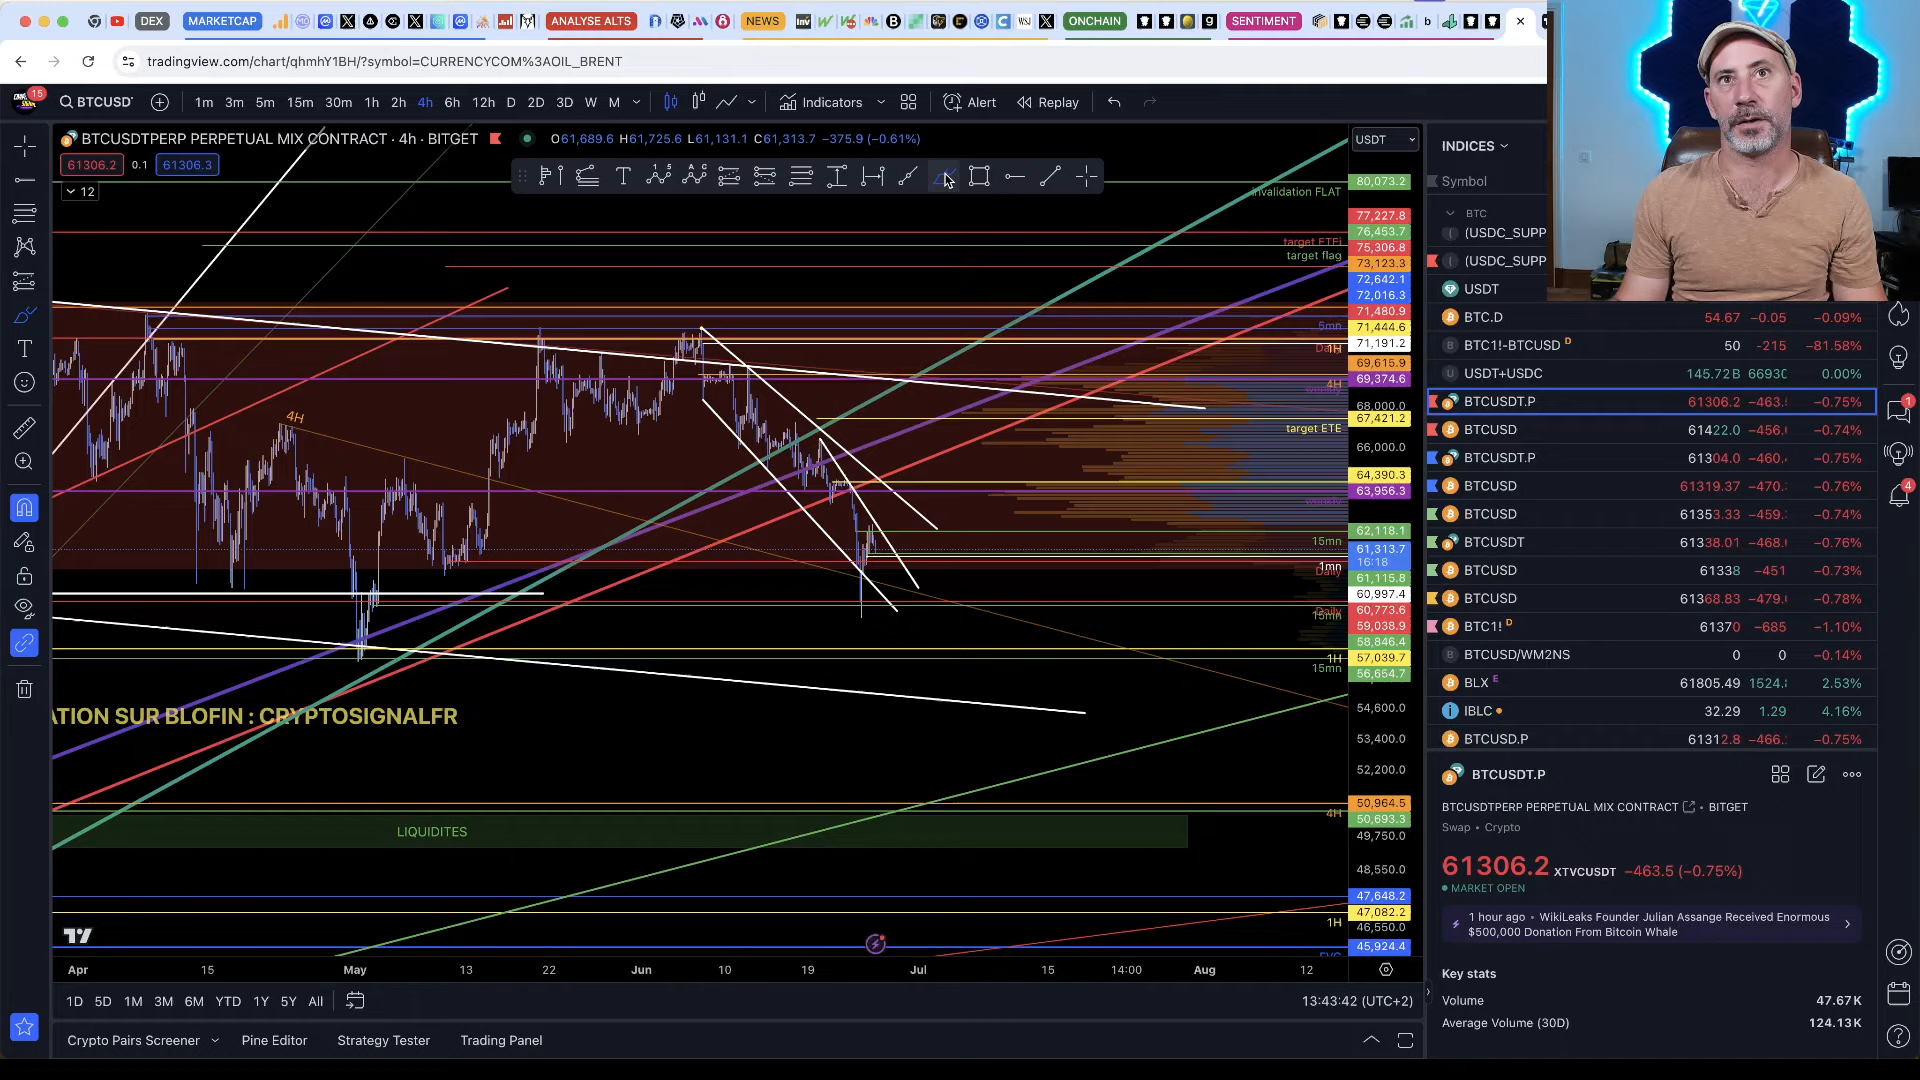 DEX MARKETCAP ANALYSE ALTS NEWS ONCHAIN SENTIMENT
tradingview.com/chart/qhmhY1BH/?symbol=CURRENCYCOM%3AOIL_BRENT
15 BTCUSD 1m 3m 5m 15m 30m 1h 2h 4h 6h 12h D 2D 3D W M Indicators Alert Replay
BTCUSDTPERP PERPETUAL MIX CONTRACT · 4h · BITGET O61,689.6 H61,725.6 L61,131.1 C61,313.7 −375.9 (−0.61%) USDT
61306.2 0.1 61306.3
12
80,073.2
invalidation FLAT
77,227.8
76,453.7
target ETEi
75,306.8
target flag
73,123.3
72,642.1
72,016.3
71,480.9
5mn
71,444.6
71,191.2
1H
69,615.9
69,374.6
4H
68,000.0
67,421.2
target ETE
66,000.0
64,390.3
63,956.3
weekly
62,118.1
15mn
61,313.7
16:18
1mn
Daily
61,115.8
60,997.4
60,773.6
Daily
15mn
59,038.9
58,846.4
57,039.7
1H
15mn
56,654.7
54,600.0
53,400.0
52,200.0
50,964.5
4H
50,693.3
49,750.0
48,550.0
47,648.2
47,082.2
1H
46,550.0
45,924.4
4H
ATION SUR BLOFIN : CRYPTOSIGNALFR
LIQUIDITES
Apr 15 May 13 22 Jun 10 19 Jul 15 14:00 Aug 12
1D 5D 1M 3M 6M YTD 1Y 5Y All 13:43:42 (UTC+2)
Crypto Pairs Screener Pine Editor Strategy Tester Trading Panel
INDICES
Symbol
BTC
(USDC_SUPP
(USDC_SUPP
USDT
BTC.D 54.67 −0.05 −0.09%
BTC1!-BTCUSD D 50 −215 −81.58%
USDT+USDC 145.72B 66930 0.00%
BTCUSDT.P 61306.2 −463. −0.75%
BTCUSD 61422.0 −456. −0.74%
BTCUSDT.P 61304.0 −460. −0.75%
BTCUSD 61319.37 −470. −0.76%
BTCUSD 61353.33 −459. −0.74%
BTCUSDT 61338.01 −468. −0.76%
BTCUSD 61338 −451 −0.73%
BTCUSD 61368.83 −479. −0.78%
BTC1! D 61370 −685 −1.10%
BTCUSD/WM2NS 0 0 −0.14%
BLX E 61805.49 1524. 2.53%
IBLC 32.29 1.29 4.16%
BTCUSD.P 61312.8 −466. −0.75%
BTCUSDT.P
BTCUSDTPERP PERPETUAL MIX CONTRACT • BITGET
Swap • Crypto
61306.2 XTVCUSDT −463.5 (−0.75%)
MARKET OPEN
1 hour ago • WikiLeaks Founder Julian Assange Received Enormous
$500,000 Donation From Bitcoin Whale
Key stats
Volume 47.67K
Average Volume (30D) 124.13K
1
4